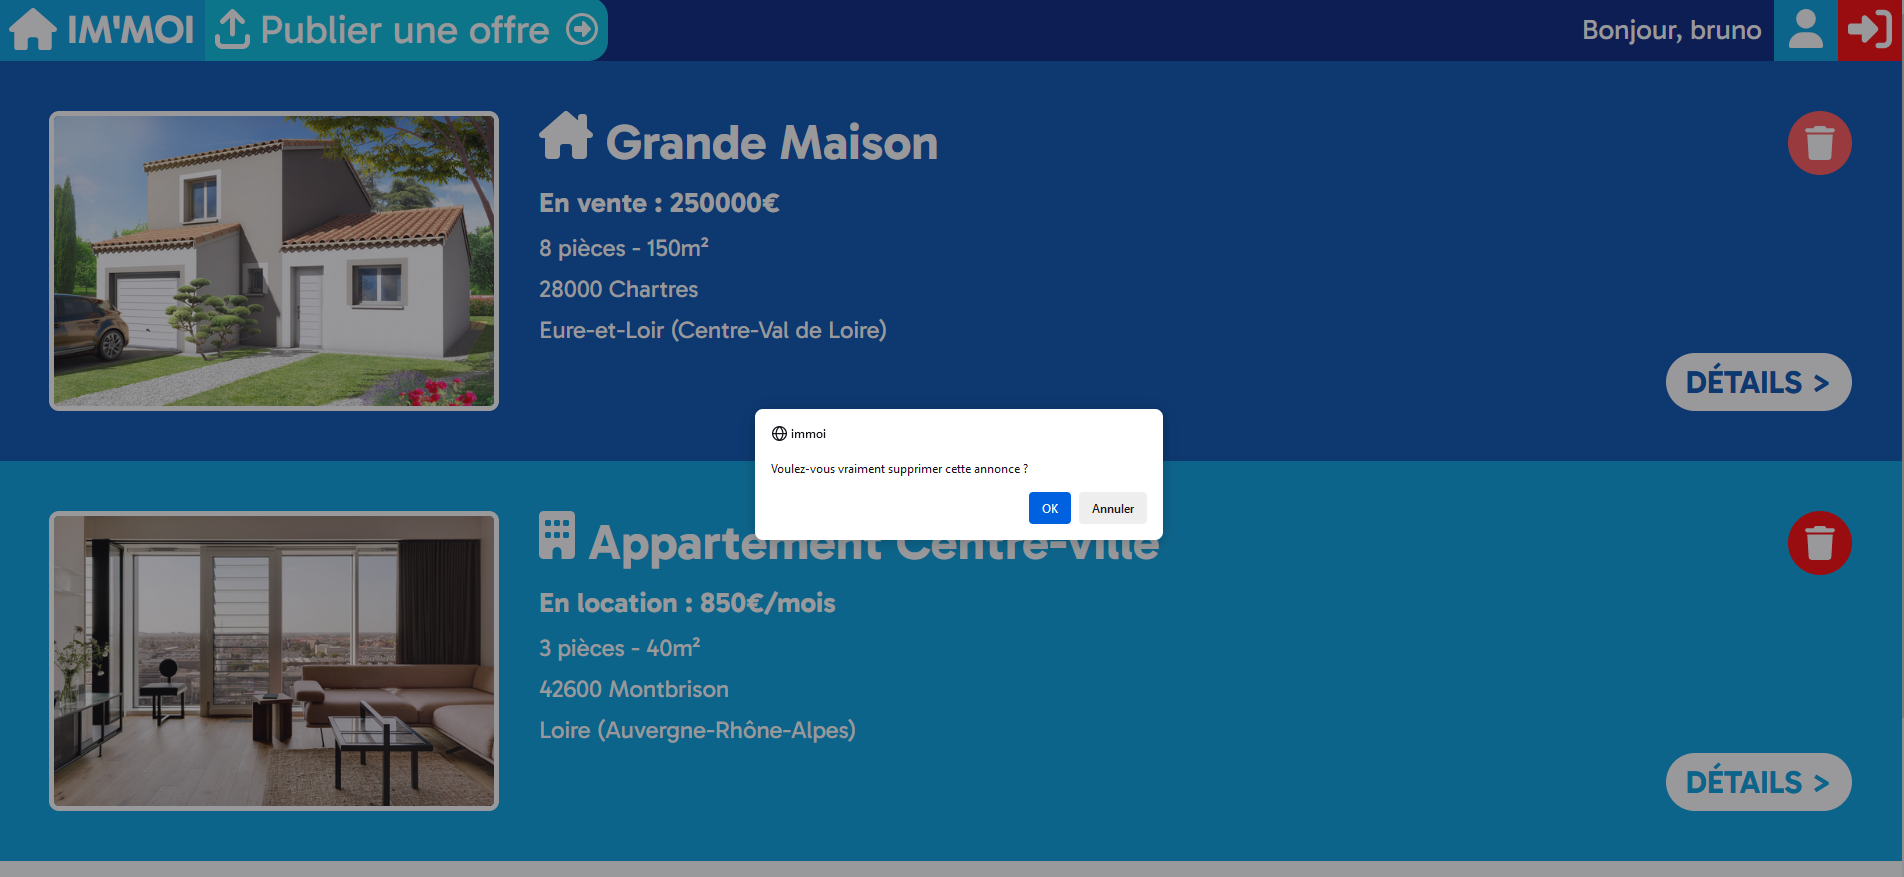 IM'MOI
Publier une offre
Bonjour, bruno
Grande Maison
En vente : 250000€
8 pièces - 150m²
28000 Chartres
Eure-et-Loir (Centre-Val de Loire)
DÉTAILS >
immoi
Voulez-vous vraiment supprimer cette annonce ?
OK
Annuler
Appartement Centre-ville
En location : 850€/mois
3 pièces - 40m²
42600 Montbrison
Loire (Auvergne-Rhône-Alpes)
DÉTAILS >